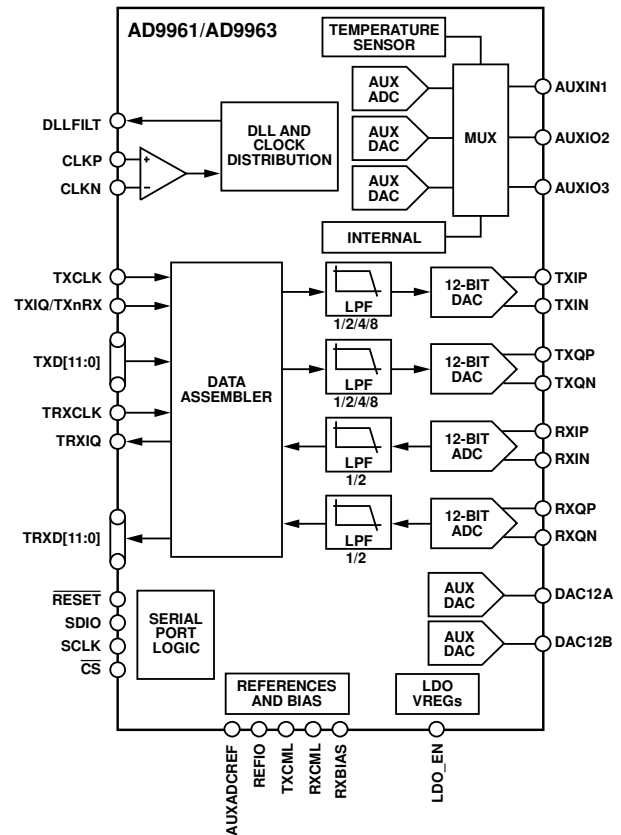 AD9961/AD9963
TEMPERATURE
SENSOR
AUX
ADC
AUX
DAC
AUX
DAC
MUX
INTERNAL
AUXIN1
AUXIO2
AUXIO3
DLLFILT
CLKP
CLKN
+
–
DLL AND
CLOCK
DISTRIBUTION
TXCLK
TXIQ/TXnRX
TXD[11:0]
TRXCLK
TRXIQ
TRXD[11:0]
DATA
ASSEMBLER
LPF
1/2/4/8
12-BIT
DAC
TXIP
TXIN
LPF
1/2/4/8
12-BIT
DAC
TXQP
TXQN
LPF
1/2
12-BIT
ADC
RXIP
RXIN
LPF
1/2
12-BIT
ADC
RXQP
RXQN
RESET
SDIO
SCLK
CS
SERIAL
PORT
LOGIC
AUX
DAC
DAC12A
AUX
DAC
DAC12B
REFERENCES
AND BIAS
LDO
VREGs
AUXADCREF
REFIO
TXCML
RXCML
RXBIAS
LDO_EN